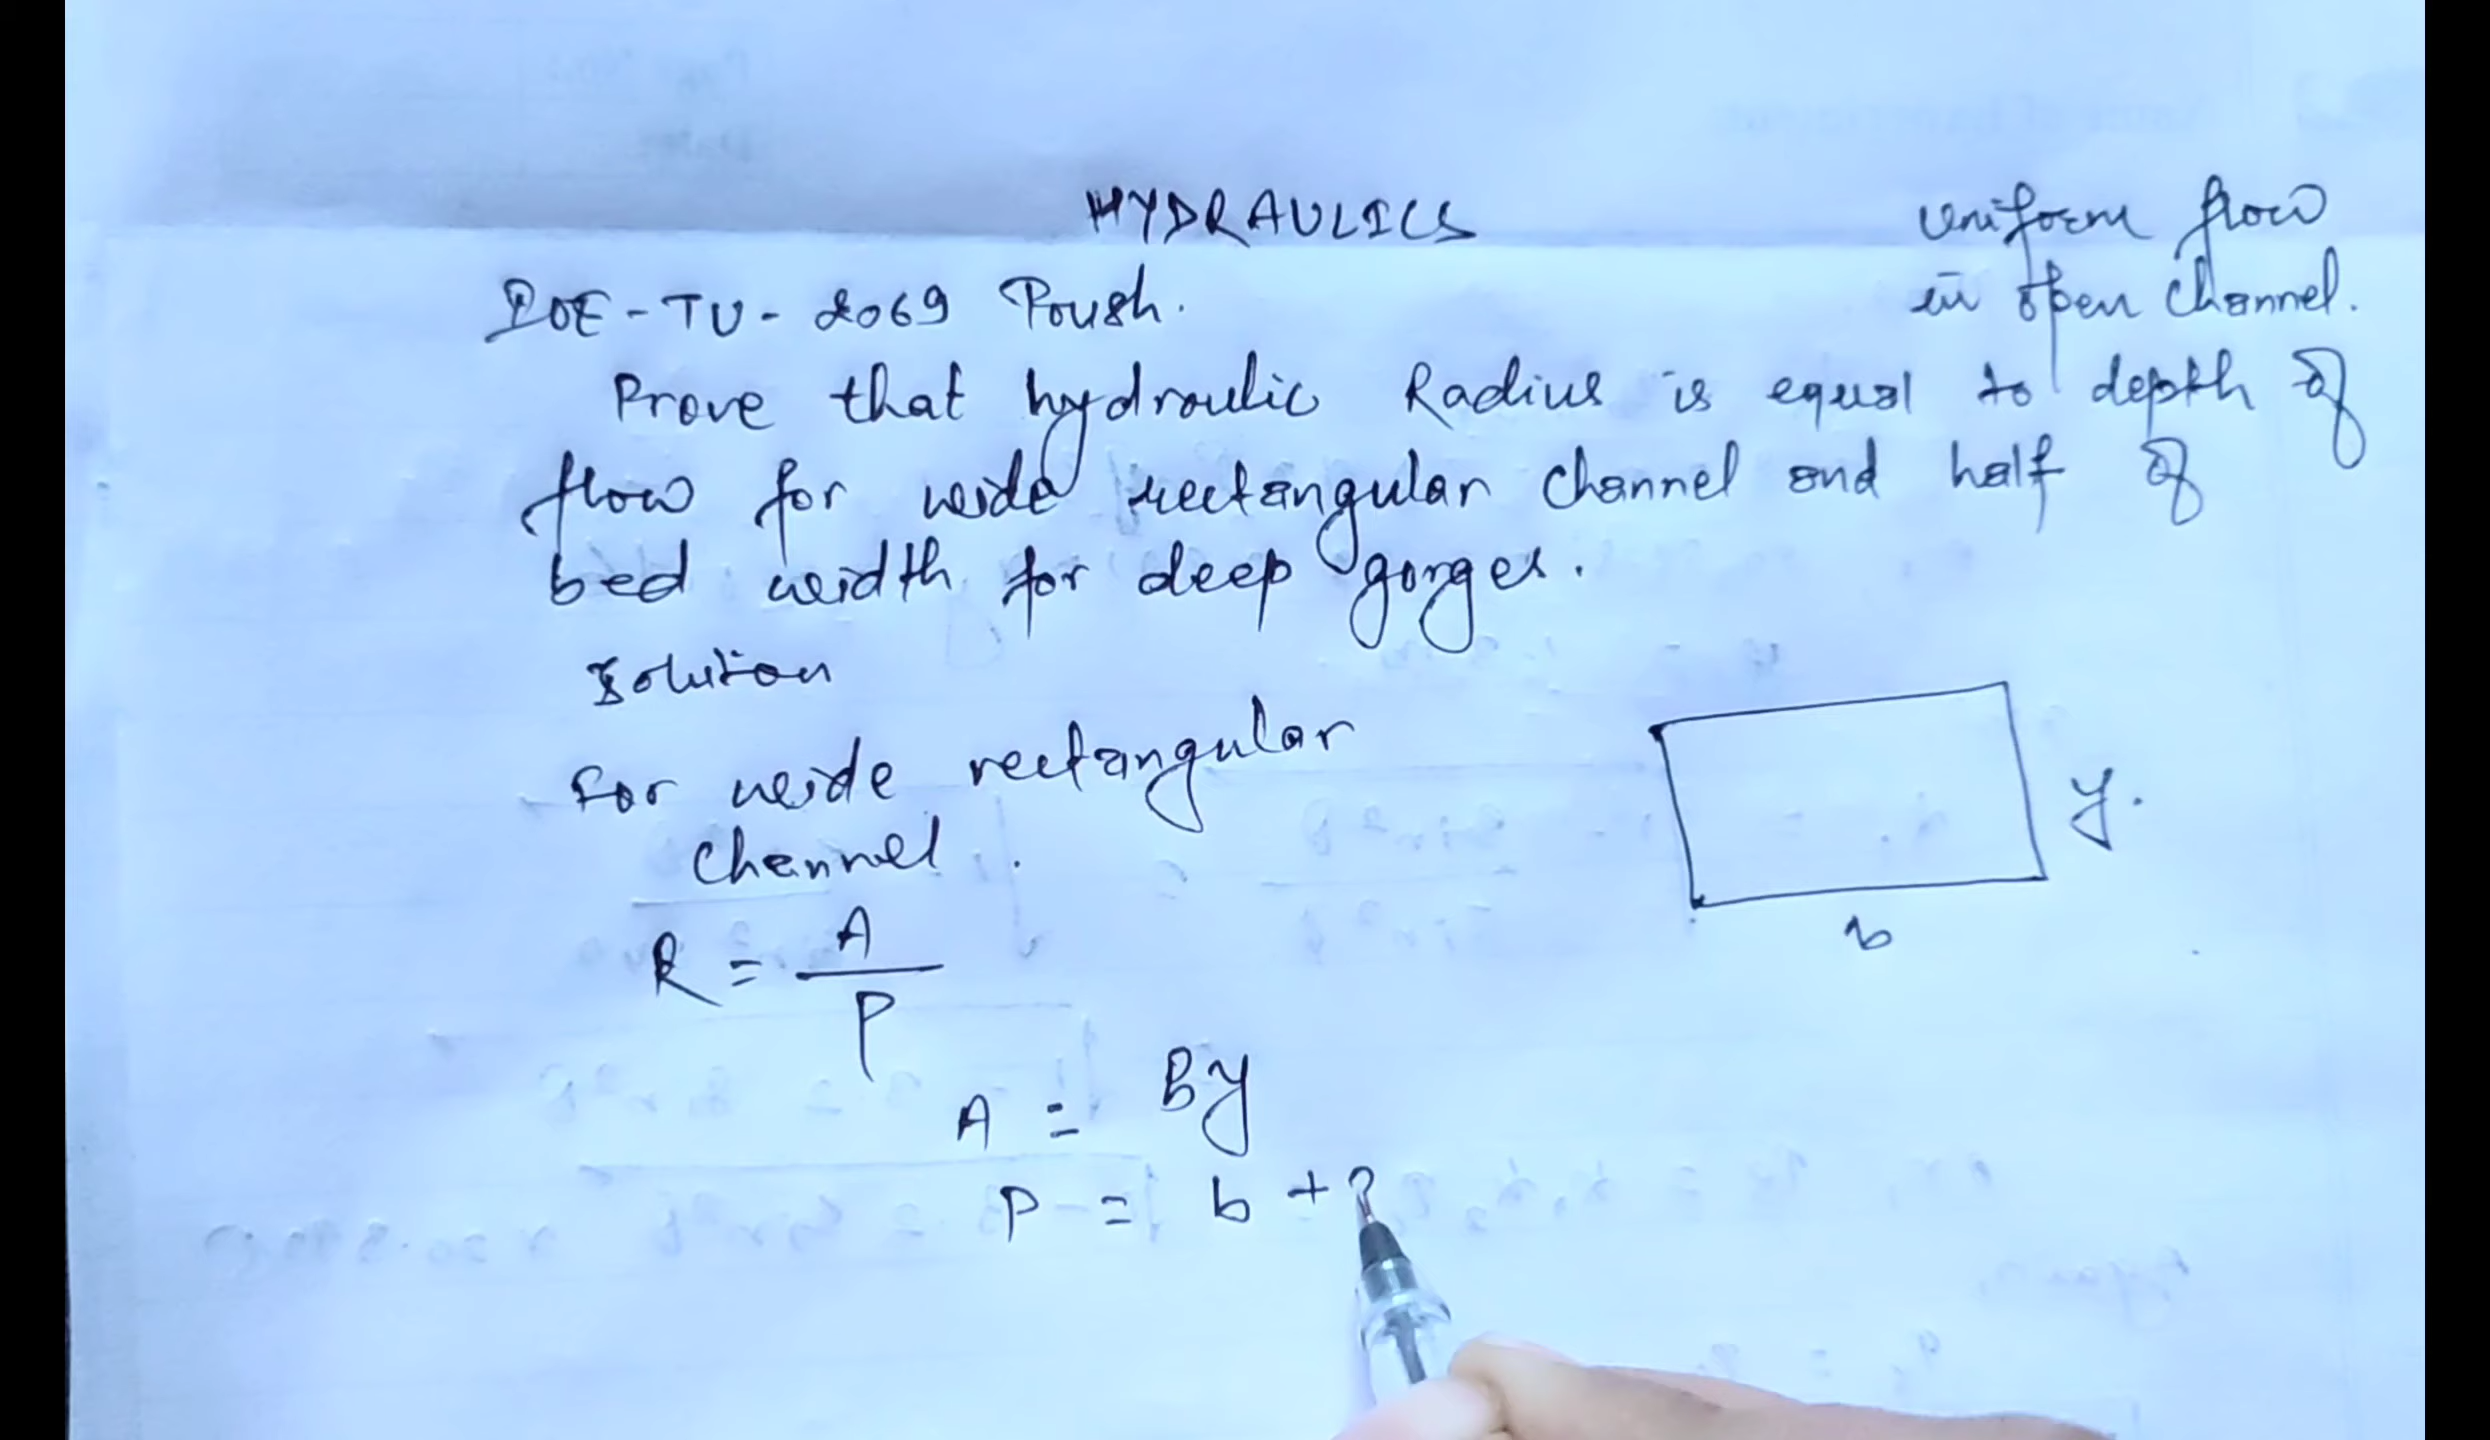 HYDRAULICS
uniform flow
in open channel.
IOE - TU - 2069 Poush.
Prove that hydraulic Radius is equal to depth of
flow for wide rectangular channel and half of
bed width for deep gorges.
Solution
For wide rectangular
channel.
R = A
P
y.
b
A = By
P = b + 2